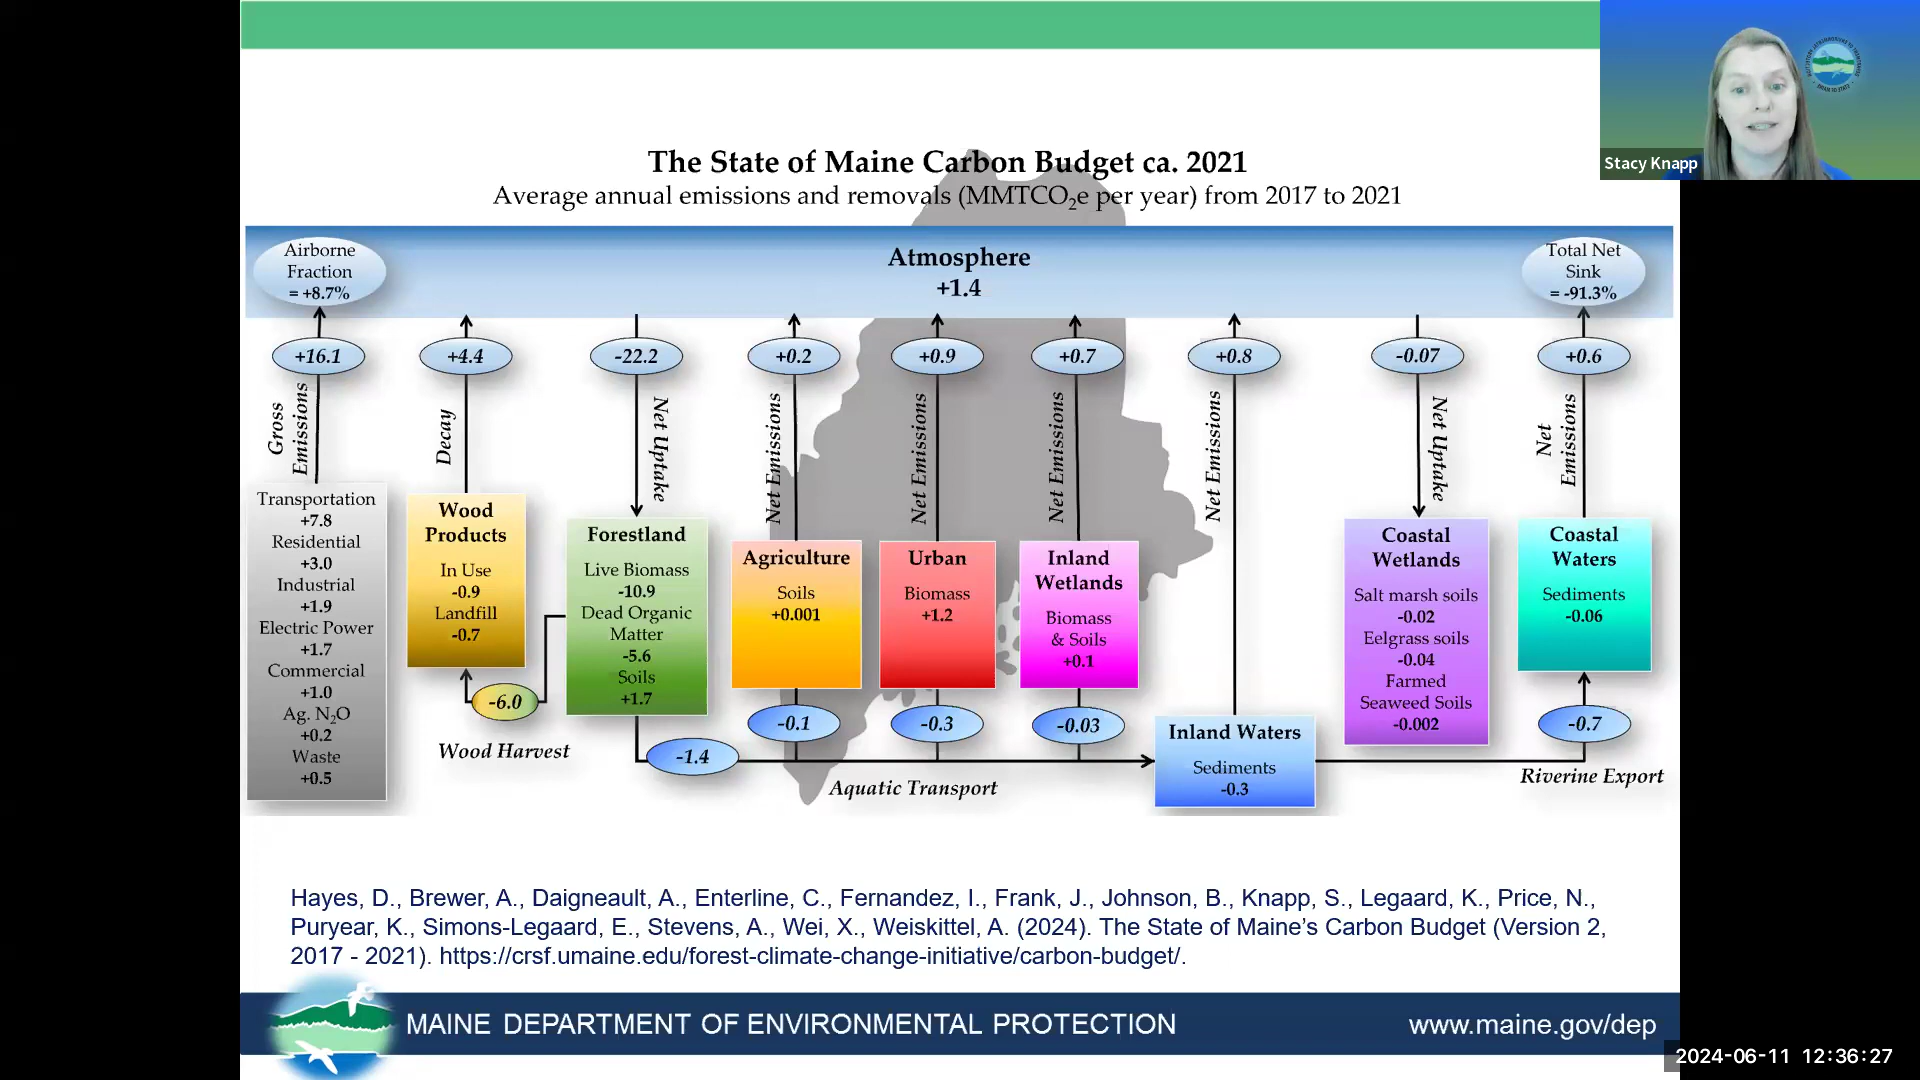 Stacy Knapp
The State of Maine Carbon Budget ca. 2021
Average annual emissions and removals (MMTCO₂e per year) from 2017 to 2021
Airborne
Fraction
= +8.7%
Atmosphere
+1.4
Total Net
Sink
= -91.3%
+16.1
+4.4
-22.2
+0.2
+0.9
+0.7
+0.8
-0.07
+0.6
Gross
Emissions
Decay
Net Uptake
Net Emissions
Net Emissions
Net Emissions
Net Emissions
Net Uptake
Net
Emissions
Transportation
+7.8
Residential
+3.0
Industrial
+1.9
Electric Power
+1.7
Commercial
+1.0
Ag. N₂O
+0.2
Waste
+0.5
Wood
Products
In Use
-0.9
Landfill
-0.7
-6.0
Wood Harvest
Forestland
Live Biomass
-10.9
Dead Organic
Matter
-5.6
Soils
+1.7
-1.4
Agriculture
Soils
+0.001
-0.1
Urban
Biomass
+1.2
-0.3
Inland
Wetlands
Biomass
& Soils
+0.1
-0.03
Aquatic Transport
Inland Waters
Sediments
-0.3
Coastal
Wetlands
Salt marsh soils
-0.02
Eelgrass soils
-0.04
Farmed
Seaweed Soils
-0.002
Coastal
Waters
Sediments
-0.06
-0.7
Riverine Export
Hayes, D., Brewer, A., Daigneault, A., Enterline, C., Fernandez, I., Frank, J., Johnson, B., Knapp, S., Legaard, K., Price, N.,
Puryear, K., Simons-Legaard, E., Stevens, A., Wei, X., Weiskittel, A. (2024). The State of Maine's Carbon Budget (Version 2,
2017 - 2021). https://crsf.umaine.edu/forest-climate-change-initiative/carbon-budget/.
MAINE DEPARTMENT OF ENVIRONMENTAL PROTECTION
www.maine.gov/dep
2024-06-11 12:36:27